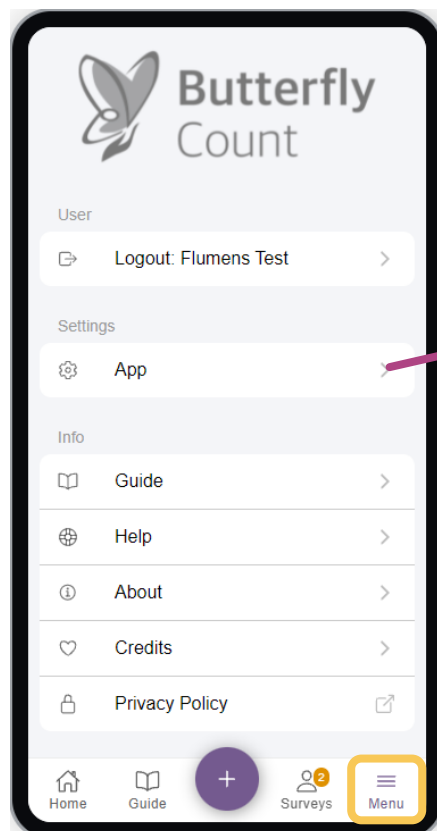 Butterfly
Count
User
Logout: Flumens Test
Settings
App
Info
Guide
Help
About
Credits
Privacy Policy
+
2
Home Guide Surveys Menu